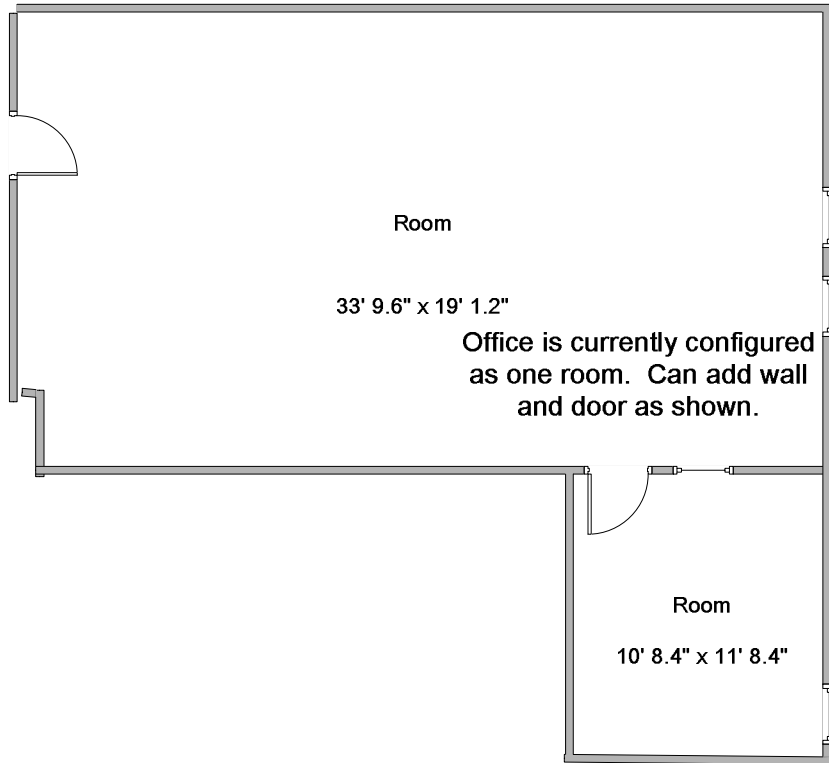 Room
33' 9.6" x 19' 1.2"
Office is currently configured
as one room.  Can add wall
and door as shown.
Room
10' 8.4" x 11' 8.4"